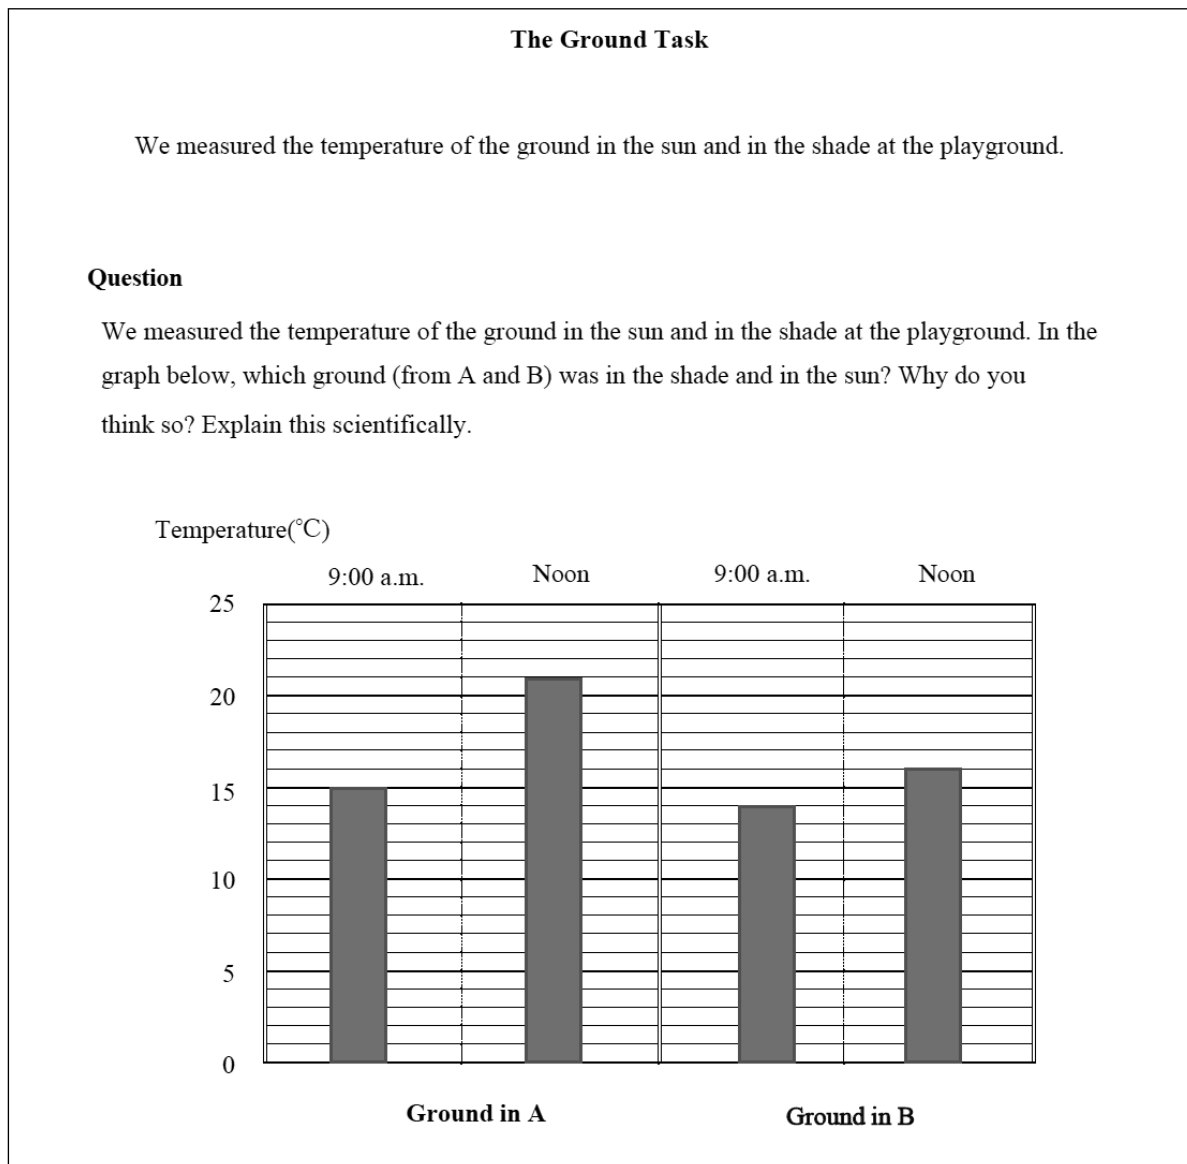 The Ground Task
We measured the temperature of the ground in the sun and in the shade at the playground.
Question
We measured the temperature of the ground in the sun and in the shade at the playground. In the
graph below, which ground (from A and B) was in the shade and in the sun? Why do you
think so? Explain this scientifically.
Temperature(℃)
9:00 a.m. Noon 9:00 a.m. Noon
25
20
15
10
5
0
Ground in A Ground in B